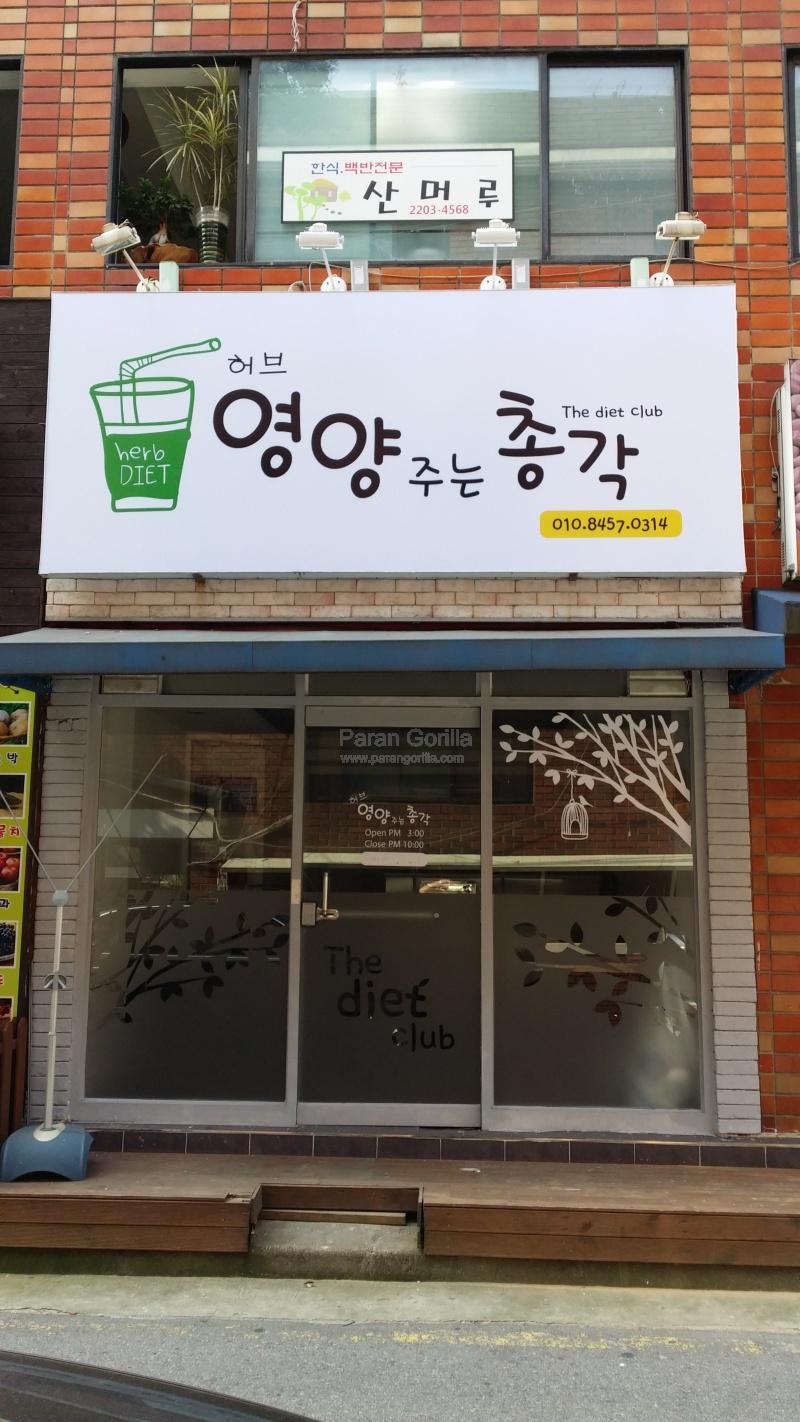 한식.백반전문
산머루
2203-4568
허브
영양주는총각
The diet club
herb
DIET
010.8457.0314
Paran Gorilla
www.parangorilla.com
허브
영양주는총각
Open PM 3:00
Close PM 10:00
The
diet
club
박
과